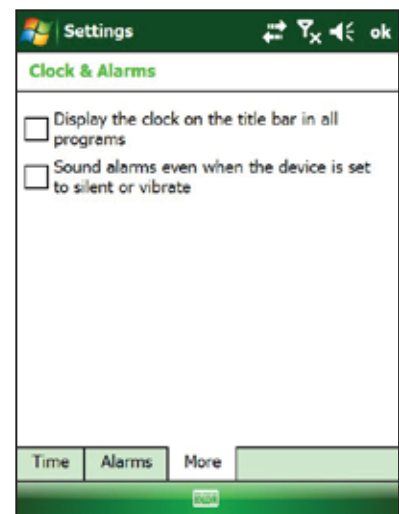 Settings ok
Clock & Alarms
Display the clock on the title bar in all
programs
Sound alarms even when the device is set
to silent or vibrate
Time Alarms More